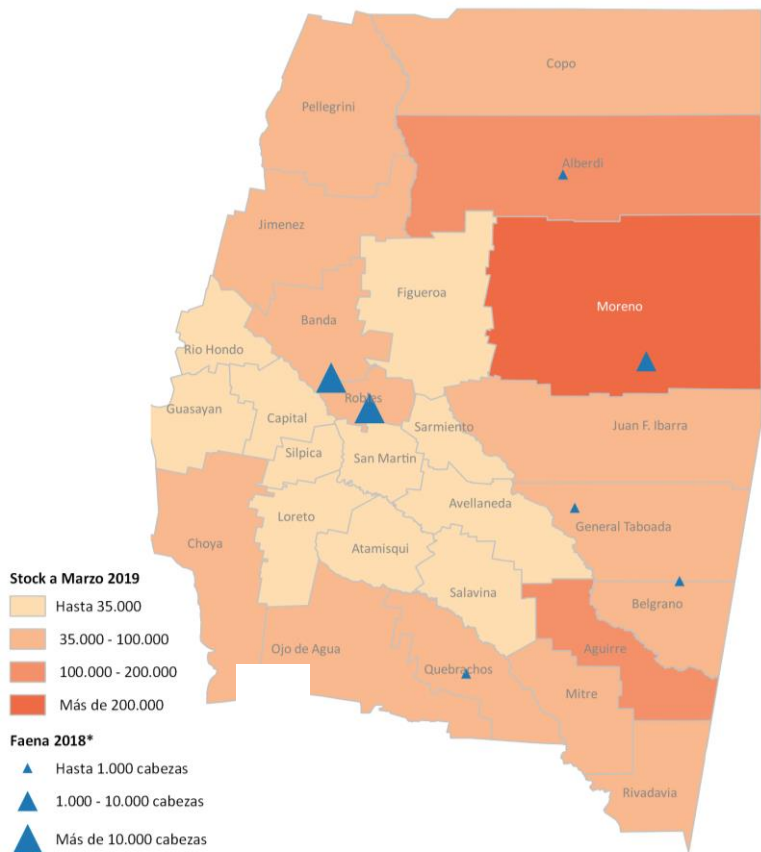 Copo
Pellegrini
Alberdi
Jimenez
Figueroa
Moreno
Banda
Rio Hondo
Robles
Guasayan
Capital
Sarmiento
Juan F. Ibarra
Silpica
San Martin
Avellaneda
Loreto
General Taboada
Choya
Atamisqui
Salavina
Belgrano
Ojo de Agua
Aguirre
Quebrachos
Mitre
Rivadavia
Stock a Marzo 2019
Hasta 35.000
35.000 - 100.000
100.000 - 200.000
Más de 200.000
Faena 2018*
Hasta 1.000 cabezas
1.000 - 10.000 cabezas
Más de 10.000 cabezas